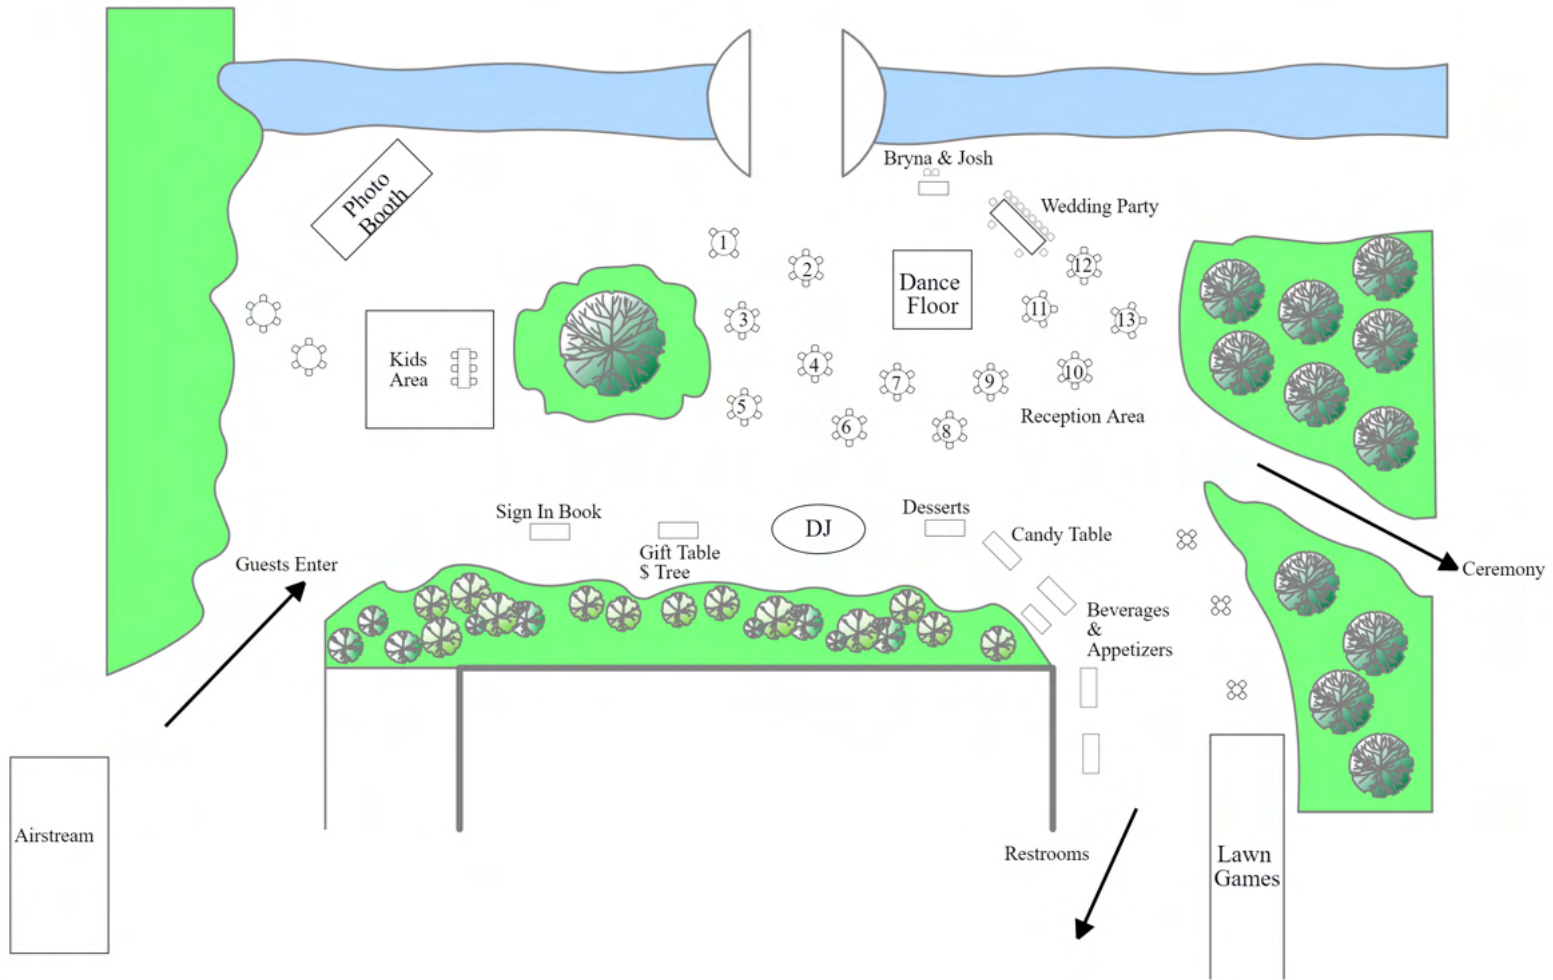 Bryna & Josh
Photo
Booth
Wedding Party
1
2
12
Dance
Floor
3
11
13
Kids
Area
4
7
9
10
5
6
8
Reception Area
Sign In Book
Desserts
DJ
Candy Table
Gift Table
$ Tree
Guests Enter
Ceremony
Beverages
&
Appetizers
Airstream
Restrooms
Lawn
Games